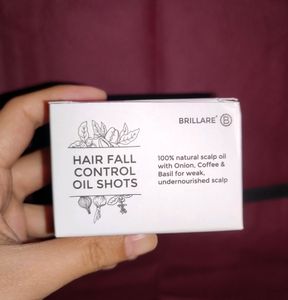 BRILLARE B
HAIR FALL
CONTROL
OIL SHOTS
100% natural scalp oil
with Onion, Coffee &
Basil for weak,
undernourished scalp